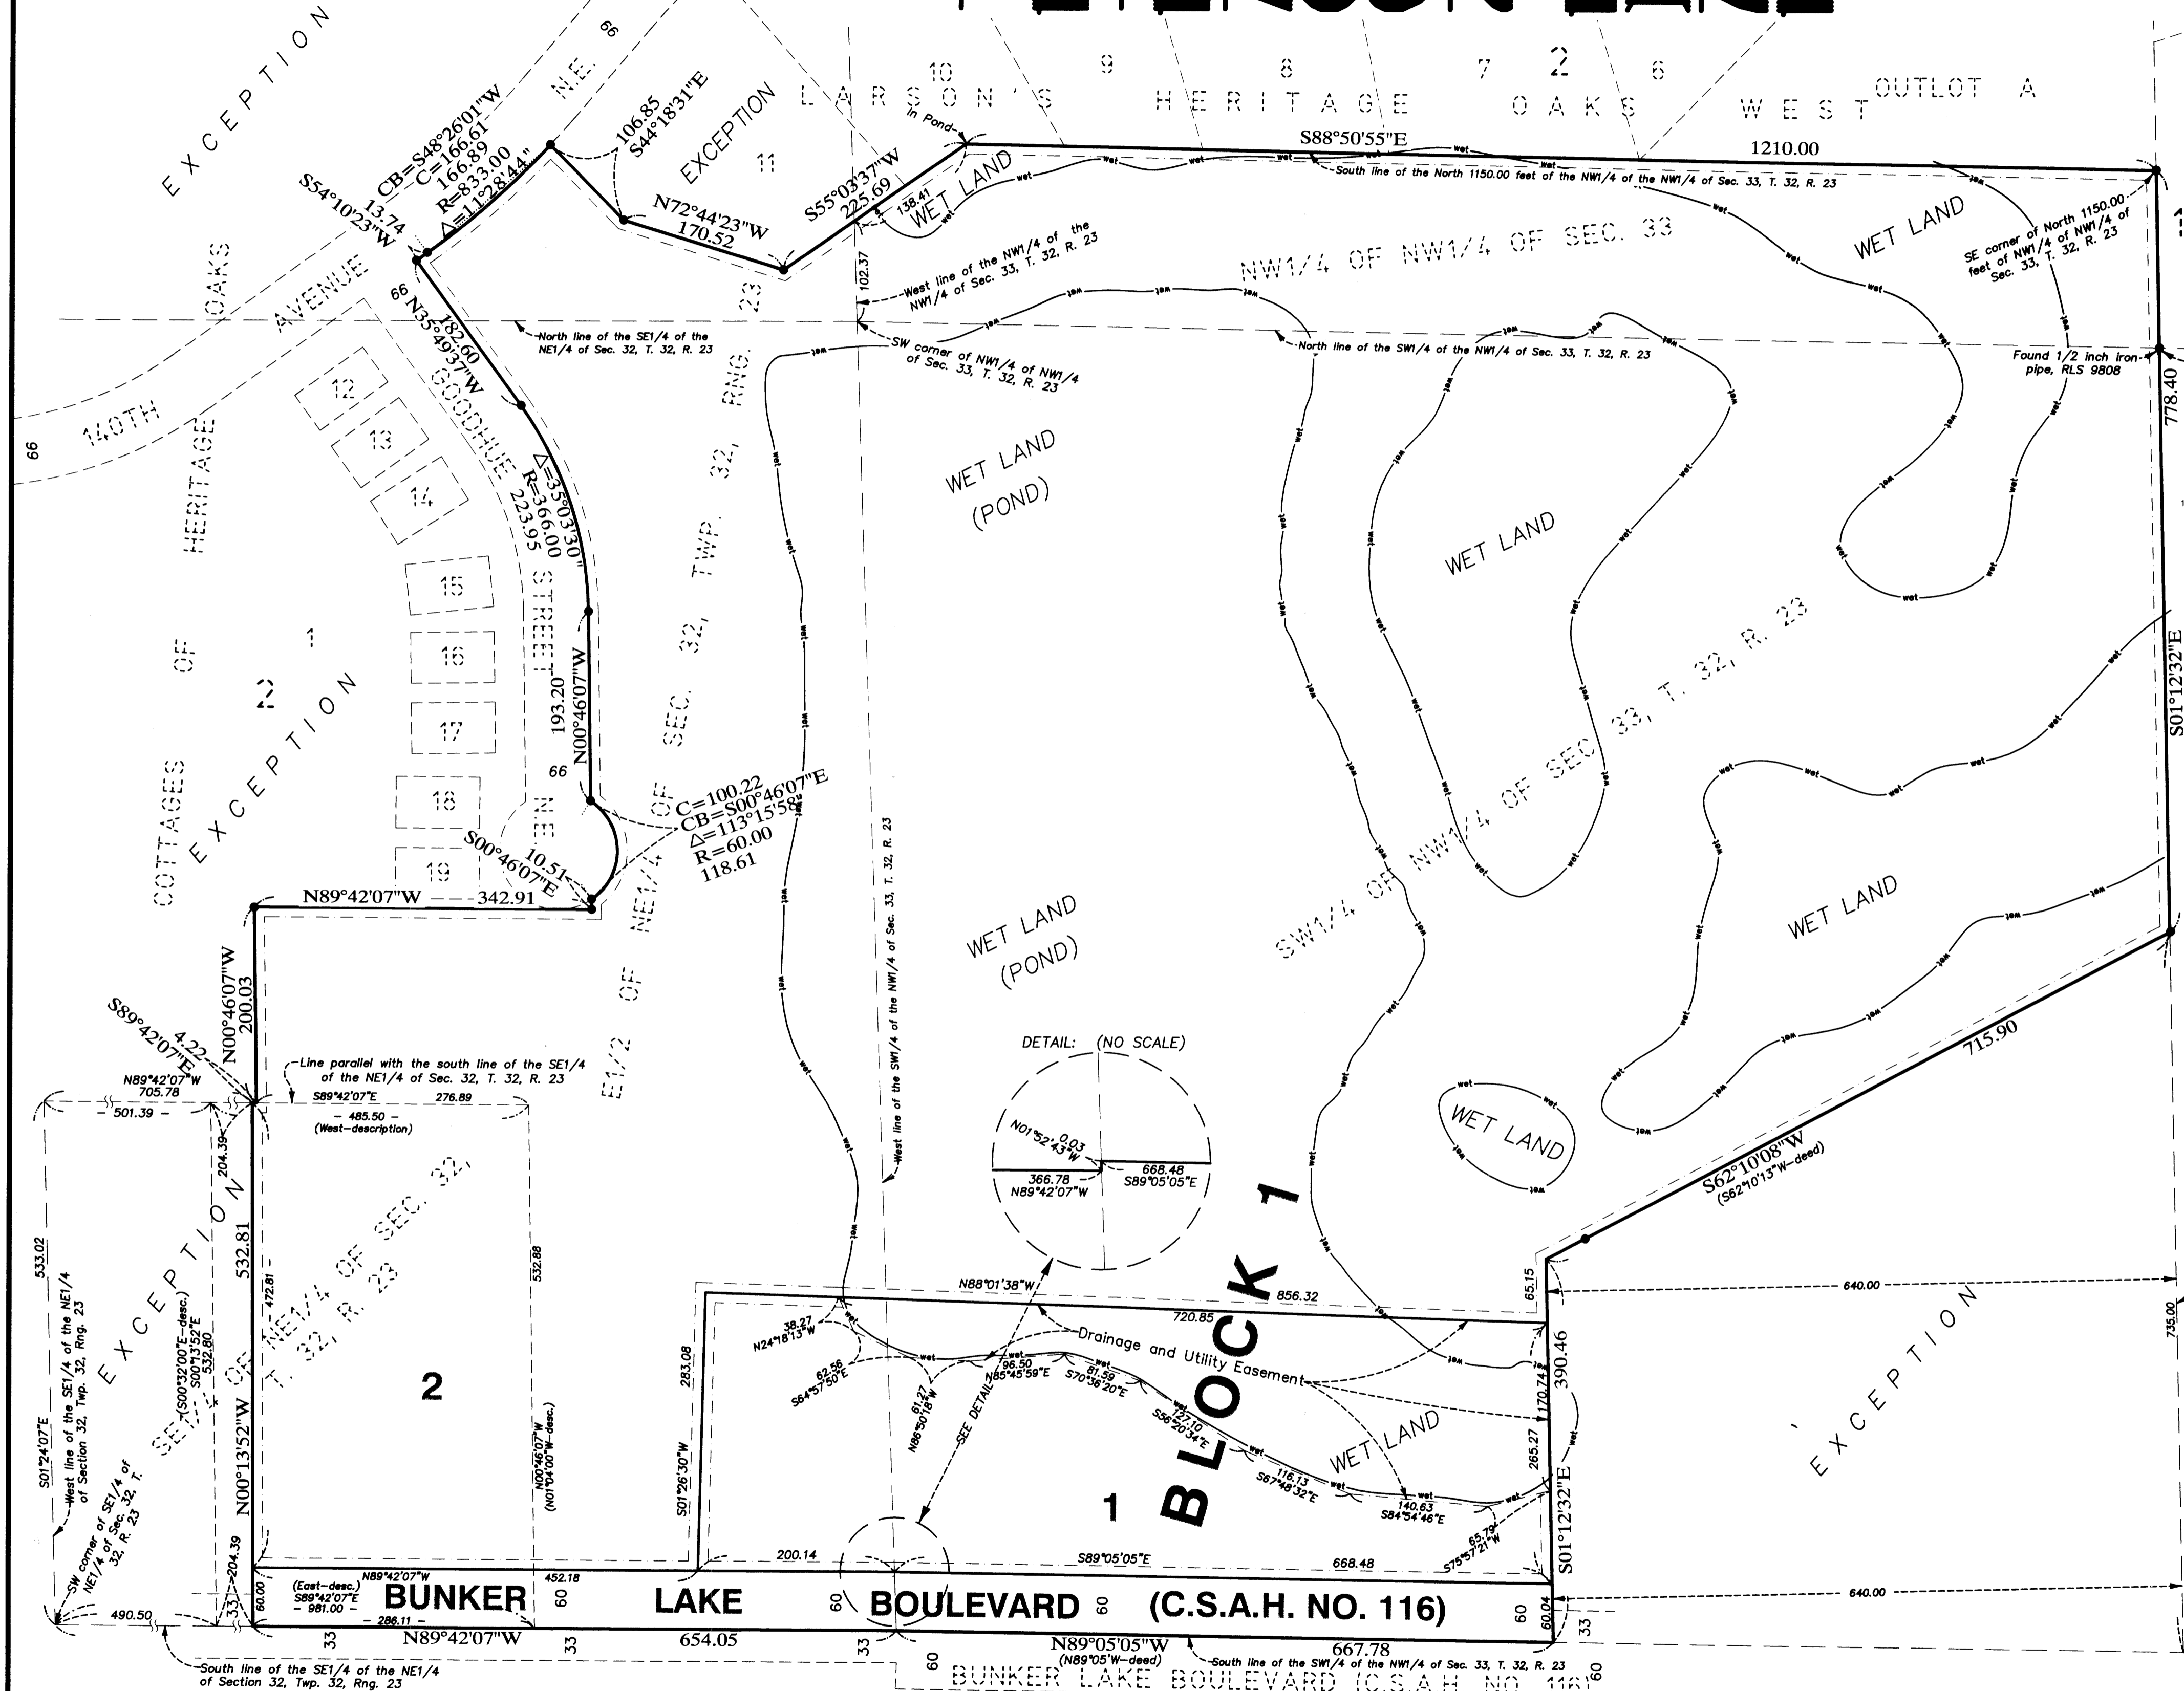 PETERSON LAKE
EXCEPTION
N.E.
66
CB=S48°26'01"W
C=166.61
166.89
R=833.00
Δ=11°28'44"
S54°10'23"W
13.74
106.85
S44°18'31"E
EXCEPTION
11
N72°44'23"W
170.52
S55°03'37"W
225.69
138.41
In Pond
10
9
8
7
2
6
LARSON'S HERITAGE OAKS WEST
OUTLOT A
S88°50'55"E
1210.00
South line of the North 1150.00 feet of the NW1/4 of the NW1/4 of Sec. 33, T. 32, R. 23
WET LAND
WET LAND
SE corner of North 1150.00
feet of NW1/4 of NW1/4 of
Sec. 33, T. 32, R. 23
NW1/4 OF NW1/4 OF SEC. 33
102.37
West line of the NW1/4 of the
NW1/4 of Sec. 33, T. 32, R. 23
North line of the SE1/4 of the
NE1/4 of Sec. 32, T. 32, R. 23
SW corner of NW1/4 of NW1/4
of Sec. 33, T. 32, R. 23
North line of the SW1/4 of the NW1/4 of Sec. 33, T. 32, R. 23
Found 1/2 inch iron
pipe, RLS 9808
778.40
S01°12'32"E
140TH AVENUE
66
66
182.60
N35°49'37"W
GOODHUE STREET N.E.
Δ=35°03'30"
R=366.00
223.95
COTTAGES OF HERITAGE OAKS
12
13
14
15
16
17
18
19
1
2
EXCEPTION
193.20
N00°46'07"W
66
C=100.22
CB=S00°46'07"E
Δ=113°15'58"
R=60.00
118.61
10.51
S00°46'07"E
N89°42'07"W
342.91
E1/2 OF NE1/4 OF SEC. 32, TWP. 32, RNG. 23
WET LAND
(POND)
WET LAND
SW1/4 OF NW1/4 OF SEC. 33, T. 32, R. 23
WET LAND
(POND)
WET LAND
West line of the SW1/4 of the NW1/4 of Sec. 33, T. 32, R. 23
N00°46'07"W
200.03
S89°42'07"E
4.22
N89°42'07"W
705.78
501.39
204.39
Line parallel with the south line of the SE1/4
of the NE1/4 of Sec. 32, T. 32, R. 23
S89°42'07"E
276.89
485.50
(West-description)
DETAIL: (NO SCALE)
0.03
N01°52'43"W
366.78
N89°42'07"W
668.48
S89°05'05"E
WET LAND
715.90
S62°10'08"W
(S62°10'13"W-deed)
533.02
S01°24'07"E
West line of the SE1/4 of the NE1/4
of Section 32, Twp. 32, Rng. 23
EXCEPTION
(S00°32'00"E-desc.)
S00°13'52"E
532.80
532.81
N00°13'52"W
472.81
SE1/4 OF NE1/4 OF SEC. 32,
T. 32, R. 23
2
532.88
N00°46'07"W
(N01°04'00"W-desc.)
283.08
S01°26'30"W
N88°01'38"W
856.32
720.85
Drainage and Utility Easement
38.27
N24°18'13"W
62.56
S64°57'50"E
61.27
N86°50'18"W
96.50
N85°45'59"E
81.59
S70°36'20"E
127.10
S56°20'34"E
116.13
S67°48'32"E
140.63
S84°54'46"E
65.79
S75°57'21"W
SEE DETAIL
BLOCK 1
1
WET LAND
65.15
640.00
735.00
390.46
170.74
265.27
S01°12'32"E
EXCEPTION
SW corner of SE1/4 of
NE1/4 of Sec. 32, T.
32, R. 23
204.39
490.50
33
60.00
(East-desc.)
S89°42'07"E
981.00
N89°42'07"W
452.18
286.11
200.14
S89°05'05"E
668.48
BUNKER LAKE BOULEVARD (C.S.A.H. NO. 116)
60
60
60
60
60.04
640.00
33
33
33
33
N89°42'07"W
654.05
60
N89°05'05"W
(N89°05'W-deed)
667.78
South line of the SW1/4 of the NW1/4 of Sec. 33, T. 32, R. 23
60
South line of the SE1/4 of the NE1/4
of Section 32, Twp. 32, Rng. 23
BUNKER LAKE BOULEVARD (C.S.A.H. NO. 116)